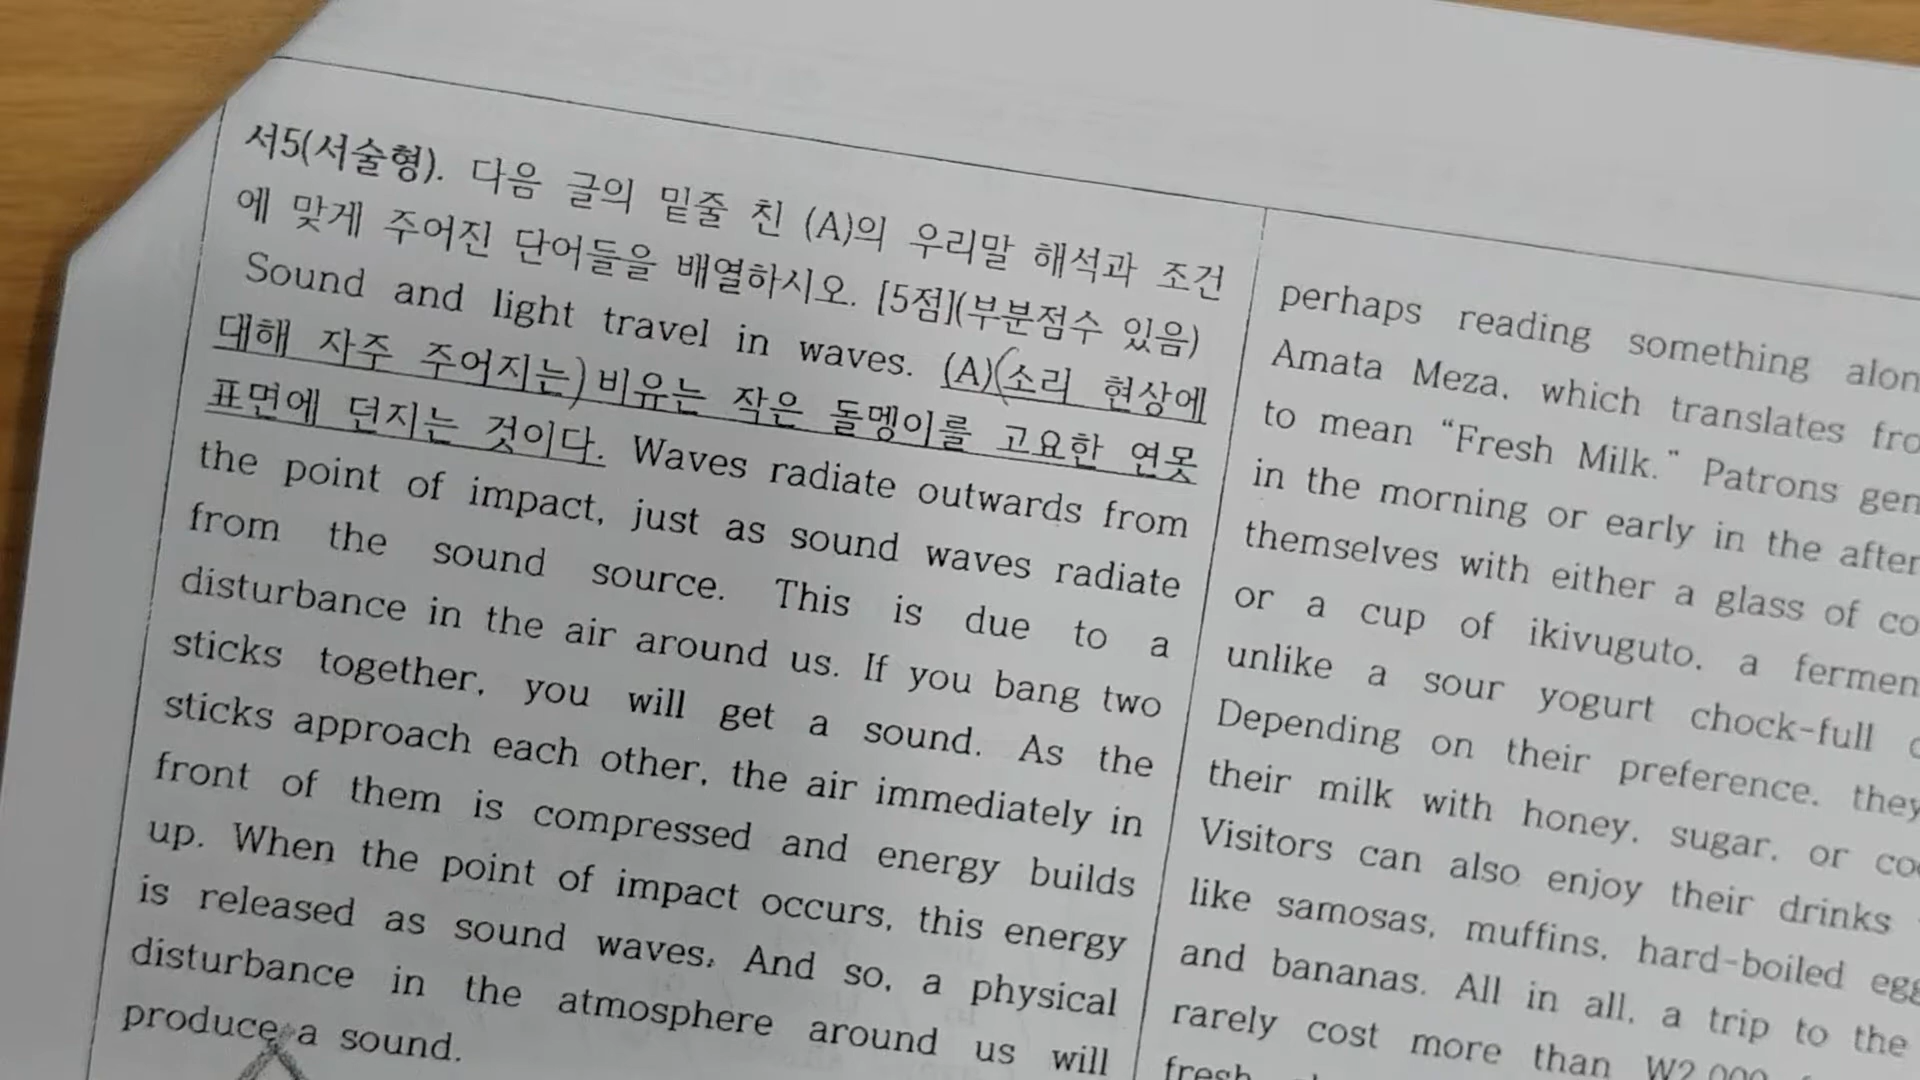 서5(서술형). 다음 글의 밑줄 친 (A)의 우리말 해석과 조건
에 맞게 주어진 단어들을 배열하시오. [5점](부분점수 있음)
Sound and light travel in waves. (A)(소리 현상에
대해 자주 주어지는) 비유는 작은 돌멩이를 고요한 연못
표면에 던지는 것이다. Waves radiate outwards from
the point of impact, just as sound waves radiate
from the sound source. This is due to a
disturbance in the air around us. If you bang two
sticks together, you will get a sound. As the
sticks approach each other, the air immediately in
front of them is compressed and energy builds
up. When the point of impact occurs, this energy
is released as sound waves. And so, a physical
disturbance in the atmosphere around us will
produce a sound.
perhaps reading something
Amata Meza, which translates
to mean “Fresh Milk.” Patrons
in the morning or early in the
themselves with either a glass of
or a cup of ikivuguto, a
unlike a sour yogurt chock-full
Depending on their preference, they
their milk with honey, sugar, or
Visitors can also enjoy their drinks
like samosas, muffins, hard-boiled
and bananas. All in all, a trip to the
rarely cost more than